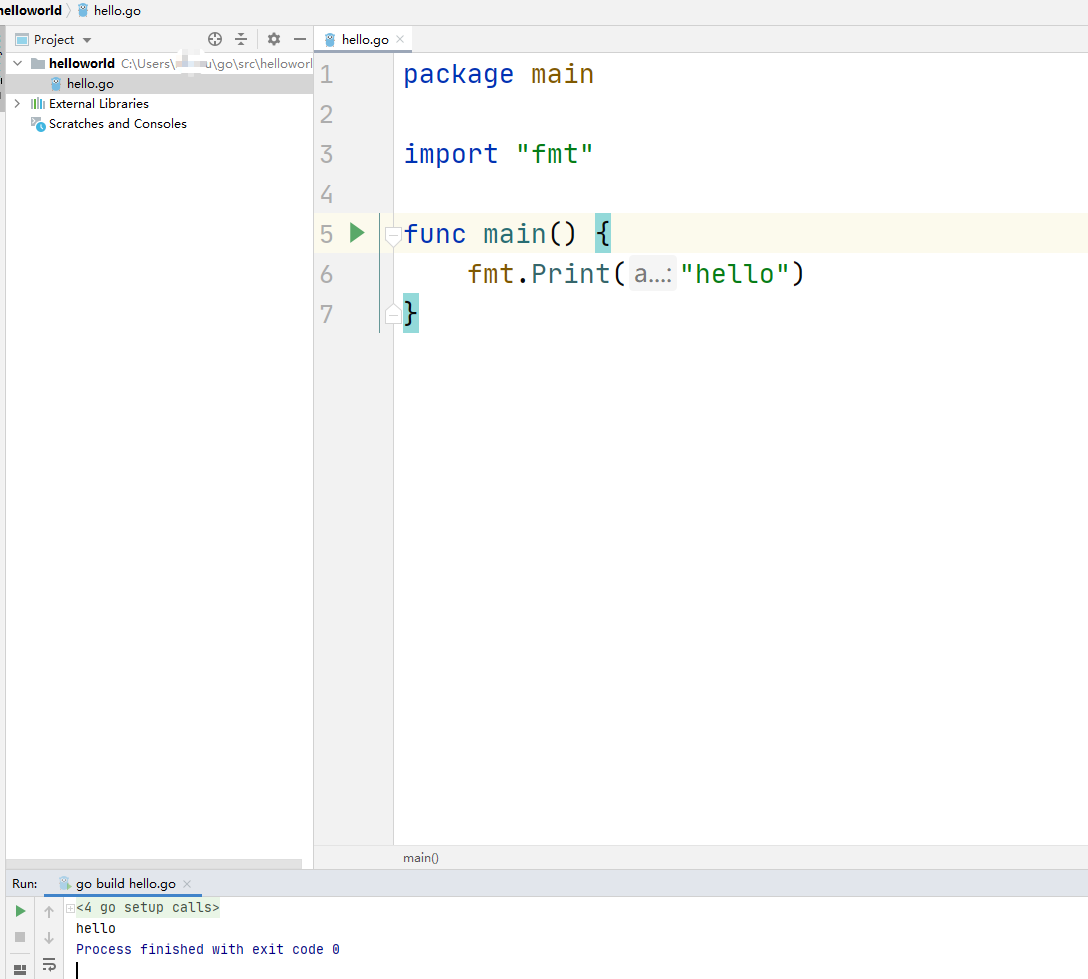 helloworld hello.go
Project
hello.go
helloworld C:\Users\ u\go\src\helloworl
hello.go
External Libraries
Scratches and Consoles
1 package main
2
3 import "fmt"
4
5 func main() {
6 fmt.Print(a...: "hello")
7 }
main()
Run: go build hello.go
<4 go setup calls>
hello
Process finished with exit code 0